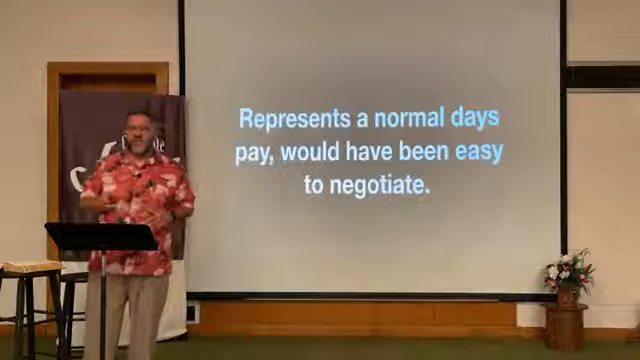 Represents a normal days
pay, would have been easy
to negotiate.